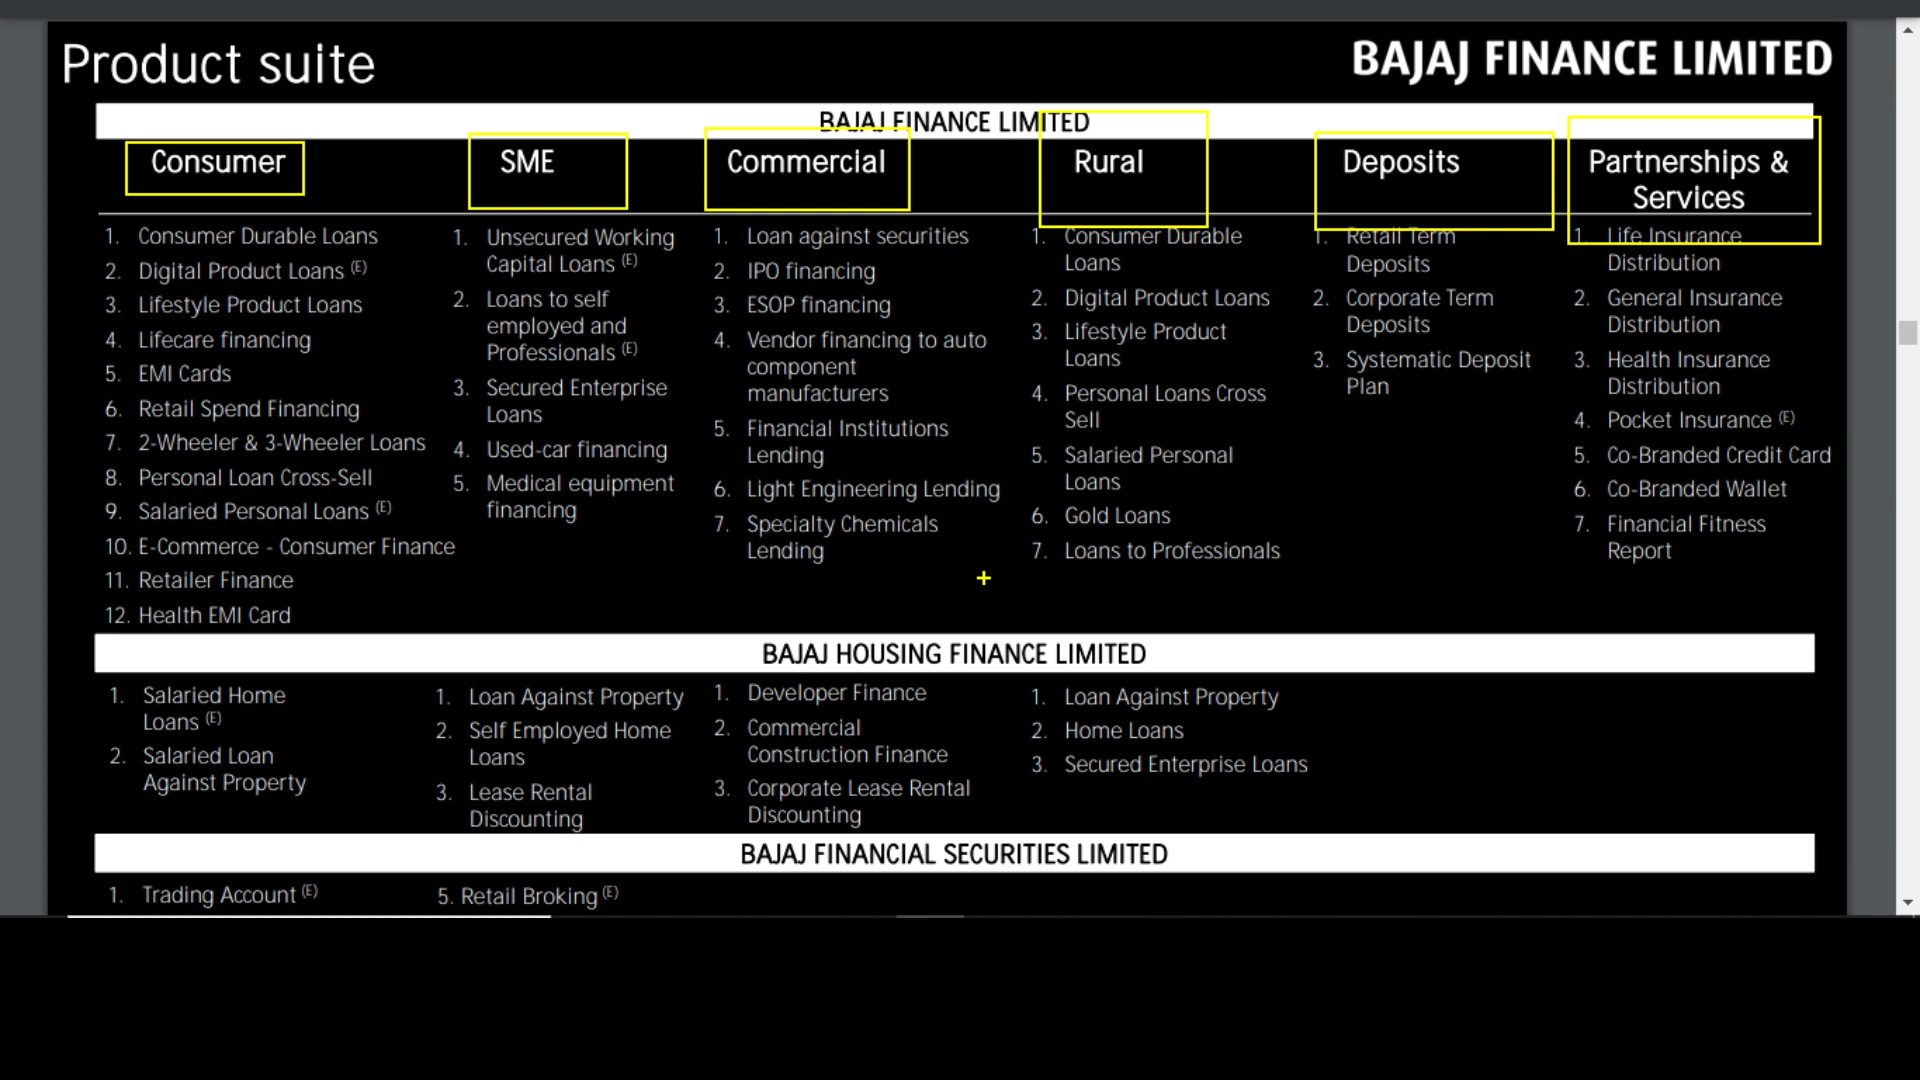 Product suite
BAJAJ FINANCE LIMITED
BAJAJ FINANCE LIMITED
Consumer
1. Consumer Durable Loans
2. Digital Product Loans (E)
3. Lifestyle Product Loans
4. Lifecare financing
5. EMI Cards
6. Retail Spend Financing
7. 2-Wheeler & 3-Wheeler Loans
8. Personal Loan Cross-Sell
9. Salaried Personal Loans (E)
10. E-Commerce - Consumer Finance
11. Retailer Finance
12. Health EMI Card
SME
1. Unsecured Working
Capital Loans (E)
2. Loans to self
employed and
Professionals (E)
3. Secured Enterprise
Loans
4. Used-car financing
5. Medical equipment
financing
Commercial
1. Loan against securities
2. IPO financing
3. ESOP financing
4. Vendor financing to auto
component
manufacturers
5. Financial Institutions
Lending
6. Light Engineering Lending
7. Specialty Chemicals
Lending
Rural
1. Consumer Durable
Loans
2. Digital Product Loans
3. Lifestyle Product
Loans
4. Personal Loans Cross
Sell
5. Salaried Personal
Loans
6. Gold Loans
7. Loans to Professionals
Deposits
1. Retail Term
Deposits
2. Corporate Term
Deposits
3. Systematic Deposit
Plan
Partnerships &
Services
1. Life Insurance
Distribution
2. General Insurance
Distribution
3. Health Insurance
Distribution
4. Pocket Insurance (E)
5. Co-Branded Credit Card
6. Co-Branded Wallet
7. Financial Fitness
Report
BAJAJ HOUSING FINANCE LIMITED
1. Salaried Home
Loans (E)
2. Salaried Loan
Against Property
1. Loan Against Property
2. Self Employed Home
Loans
3. Lease Rental
Discounting
1. Developer Finance
2. Commercial
Construction Finance
3. Corporate Lease Rental
Discounting
1. Loan Against Property
2. Home Loans
3. Secured Enterprise Loans
BAJAJ FINANCIAL SECURITIES LIMITED
1. Trading Account (E)
5. Retail Broking (E)